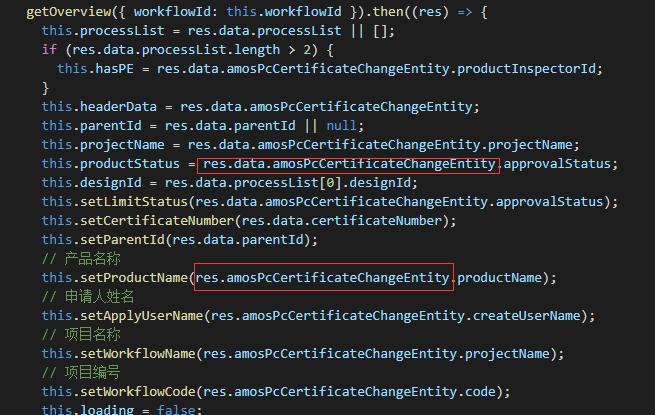 getOverview({ workflowId: this.workflowId }).then((res) => {
this.processList = res.data.processList || [];
if (res.data.processList.length > 2) {
this.hasPE = res.data.amosPcCertificateChangeEntity.productInspectorId;
}
this.headerData = res.data.amosPcCertificateChangeEntity;
this.parentId = res.data.parentId || null;
this.projectName = res.data.amosPcCertificateChangeEntity.projectName;
this.productStatus = res.data.amosPcCertificateChangeEntity.approvalStatus;
this.designId = res.data.processList[0].designId;
this.setLimitStatus(res.data.amosPcCertificateChangeEntity.approvalStatus);
this.setCertificateNumber(res.data.certificateNumber);
this.setParentId(res.data.parentId);
// 产品名称
this.setProductName(res.amosPcCertificateChangeEntity.productName);
// 申请人姓名
this.setApplyUserName(res.amosPcCertificateChangeEntity.createUserName);
// 项目名称
this.setWorkflowName(res.amosPcCertificateChangeEntity.projectName);
// 项目编号
this.setWorkflowCode(res.amosPcCertificateChangeEntity.code);
this.loading = false;